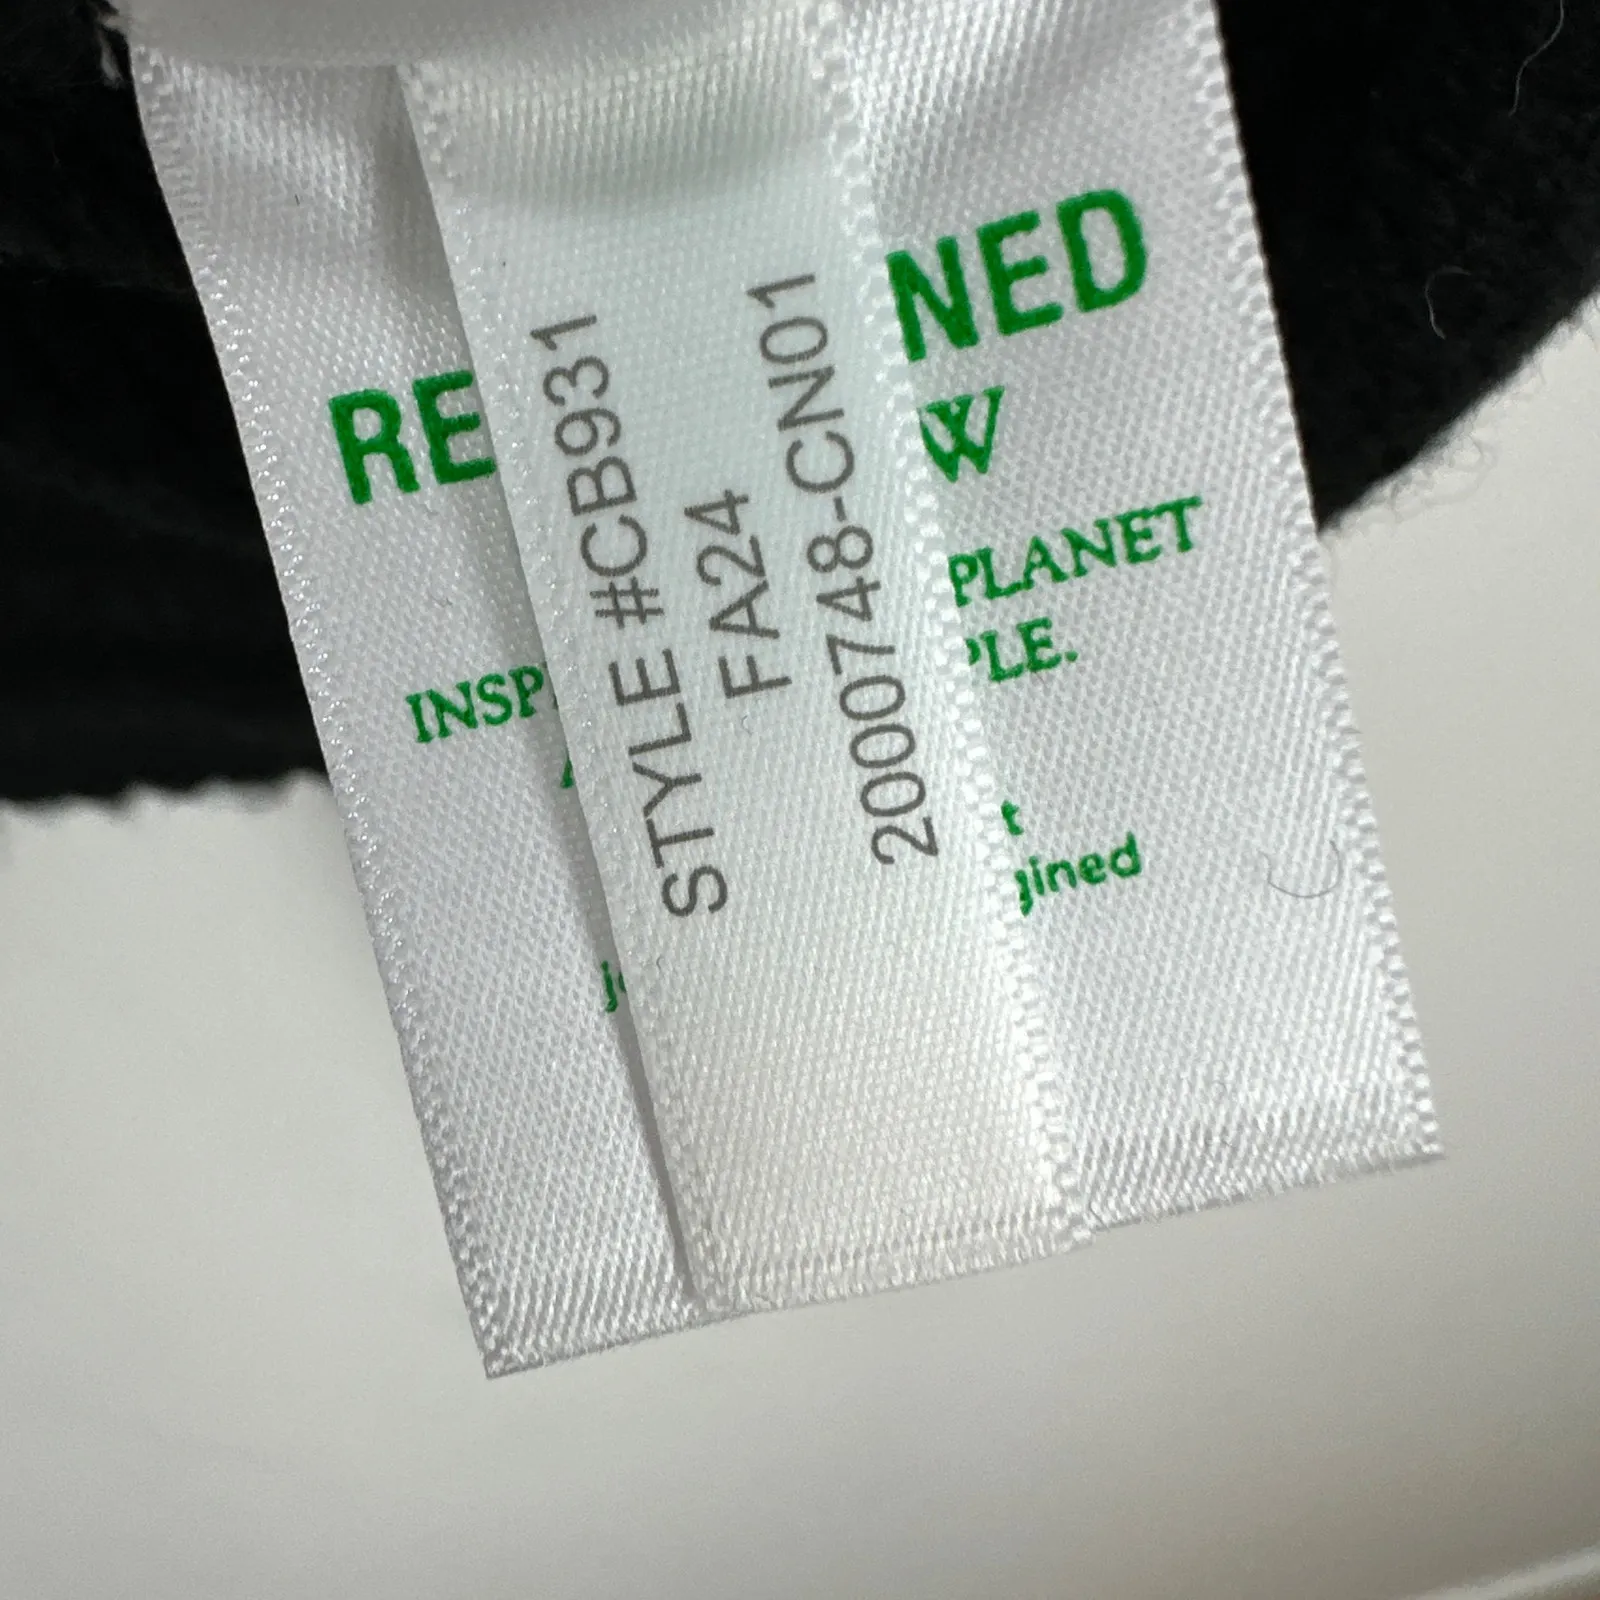 STYLE #CB931
FA24
2000748-CN01
RE NED
W
INSP PLANET
PLE.
t
gined